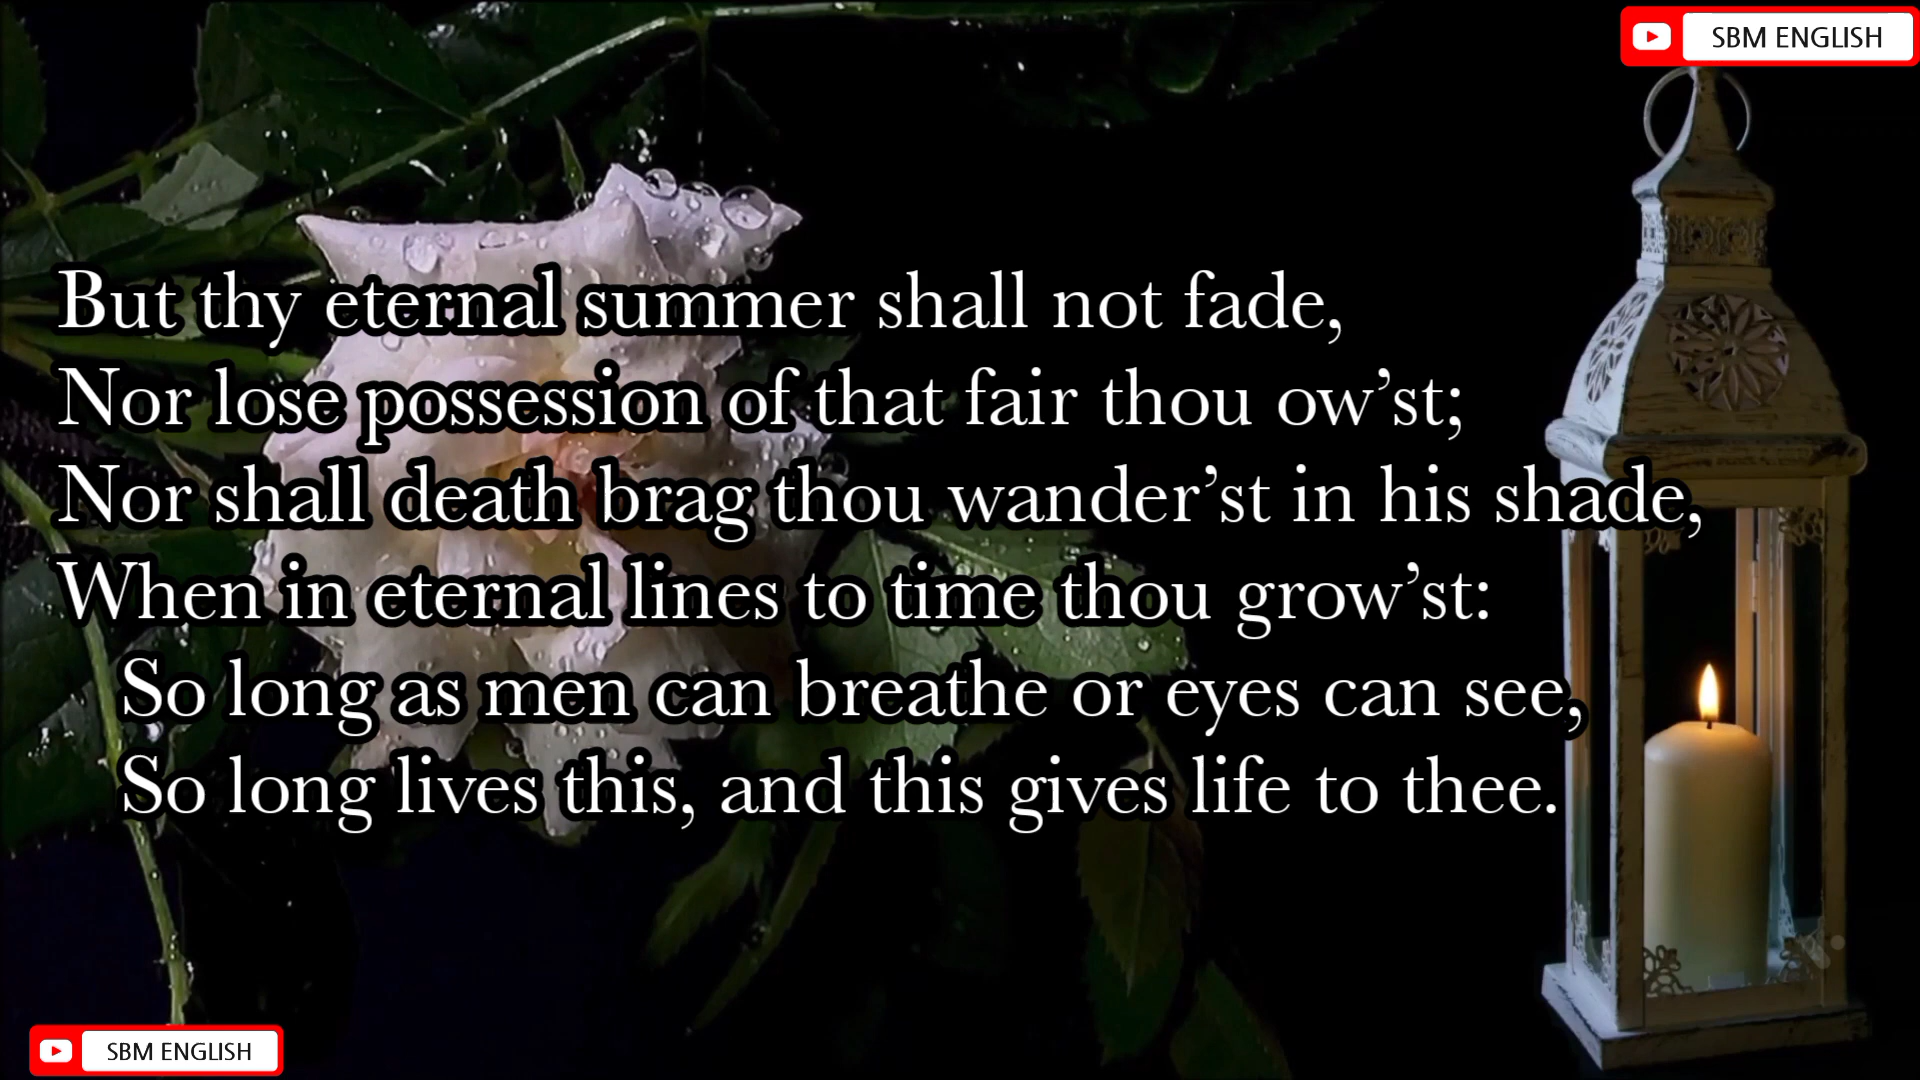 SBM ENGLISH
But thy eternal summer shall not fade,
Nor lose possession of that fair thou ow’st;
Nor shall death brag thou wander’st in his shade,
When in eternal lines to time thou grow’st:
So long as men can breathe or eyes can see,
So long lives this, and this gives life to thee.
SBM ENGLISH